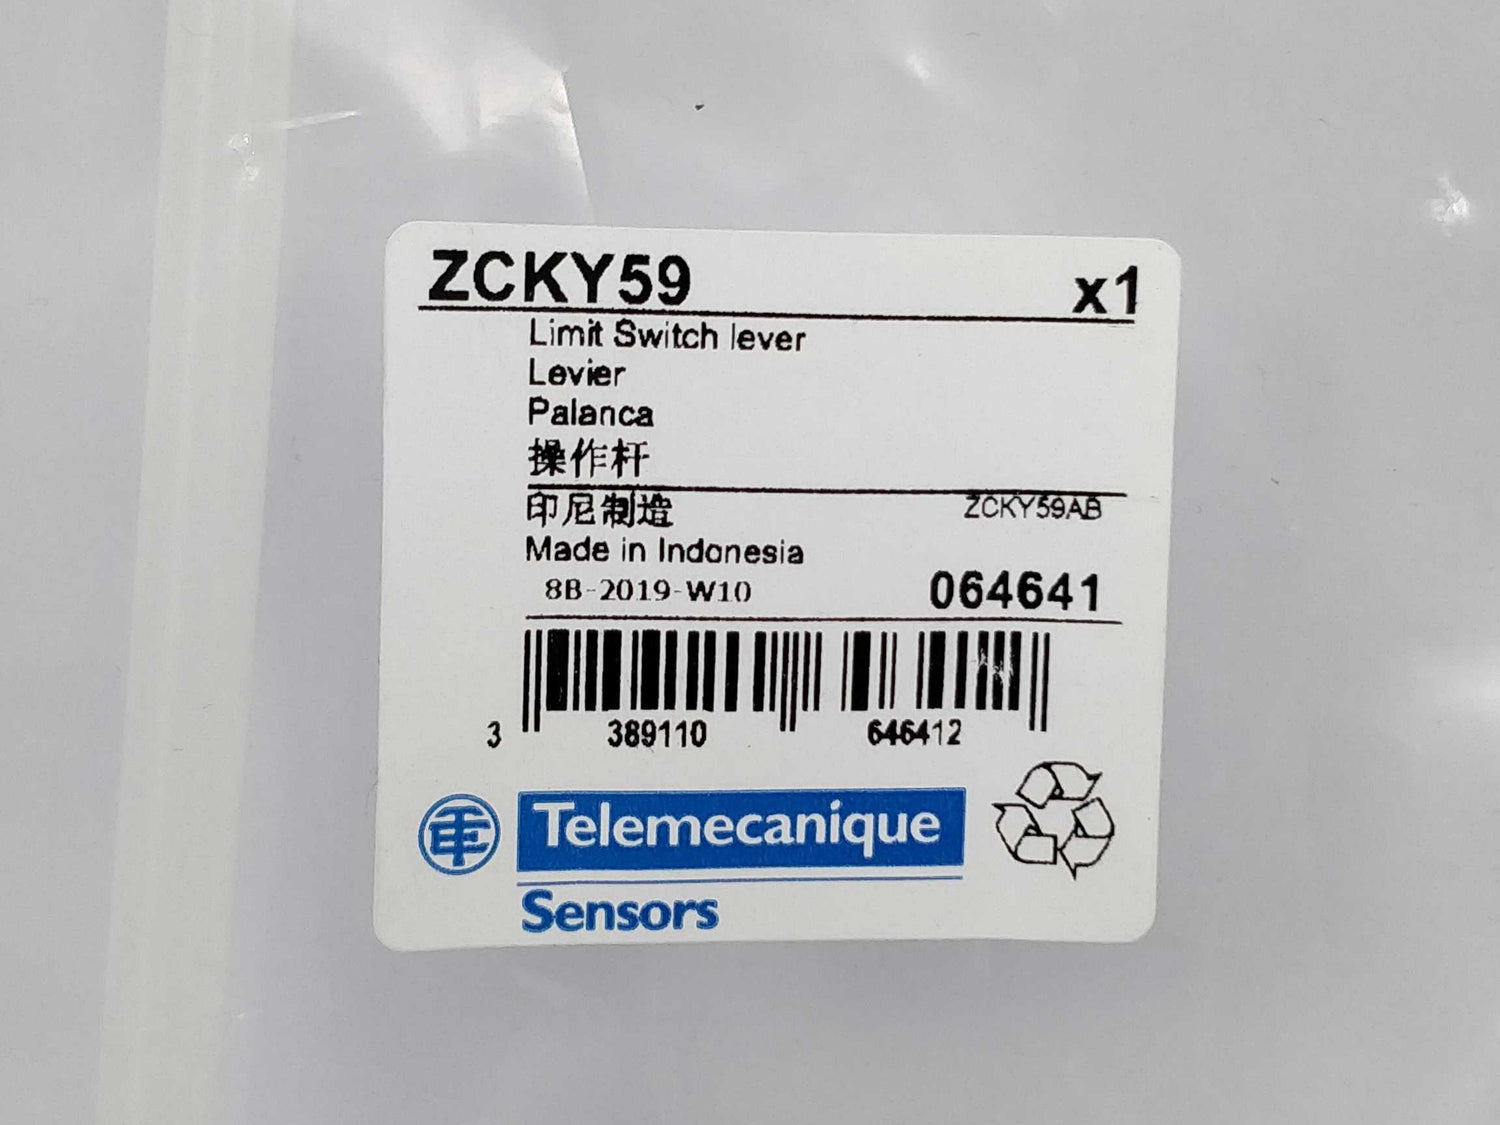 ZCKY59 x1
Limit Switch lever
Levier
Palanca
操作杆
印尼制造 ZCKY59AB
Made in Indonesia
8B-2019-W10 064641
3 389110 646412
Telemecanique
Sensors